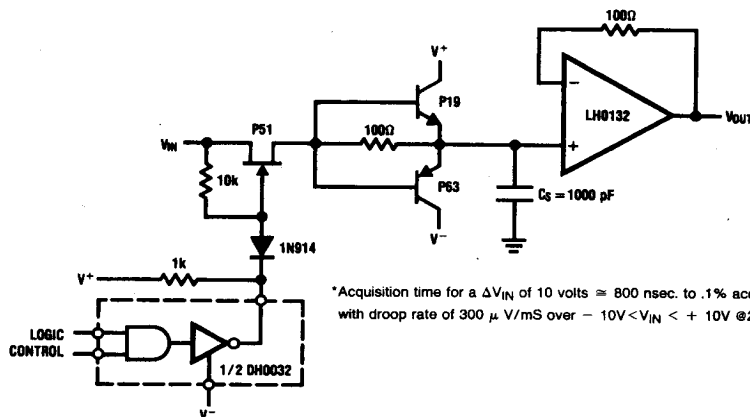 100Ω
V+
P19
LH0132
VOUT
P51
VIN
100Ω
10k
P63
CS = 1000 pF
V−
1N914
V+
1k
*Acquisition time for a ΔVIN of 10 volts ≅ 800 nsec. to .1% acc
with droop rate of 300 μ V/mS over − 10V<VIN < + 10V @2
LOGIC
CONTROL
1/2 DH0032
V−